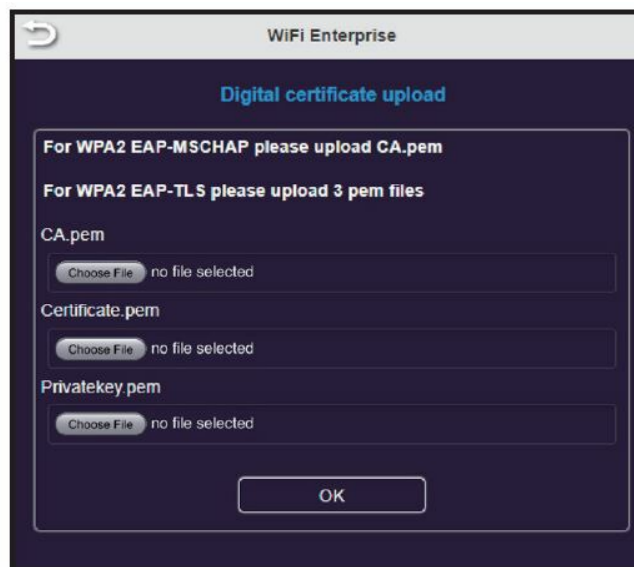 WiFi Enterprise
Digital certificate upload
For WPA2 EAP-MSCHAP please upload CA.pem
For WPA2 EAP-TLS please upload 3 pem files
CA.pem
Choose File no file selected
Certificate.pem
Choose File no file selected
Privatekey.pem
Choose File no file selected
OK